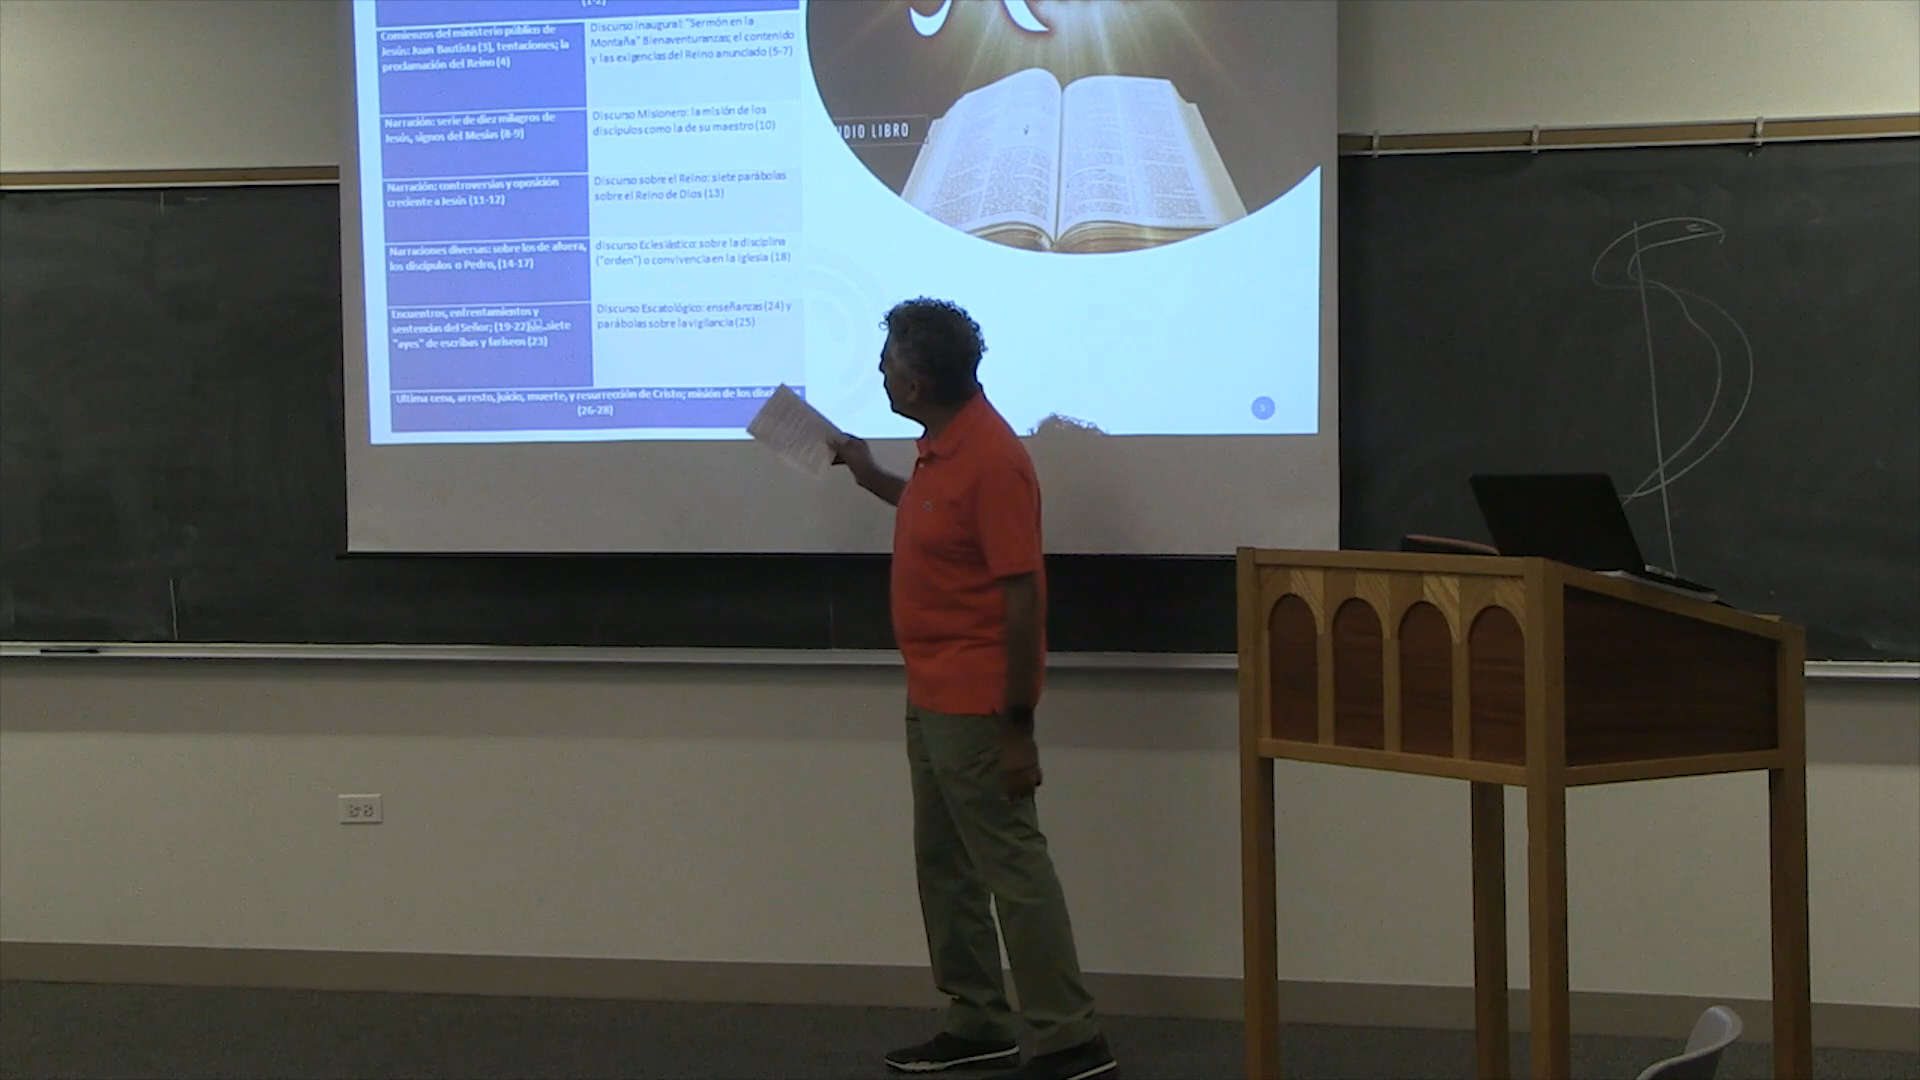 (1-2)
Comienzos del ministerio público de
Jesús: Juan Bautista (3), tentaciones; la
proclamación del Reino (4)
Discurso inaugural: "Sermón en la
Montaña" Bienaventuranzas; el contenido
y las exigencias del Reino anunciado (5-7)
Narración: serie de diez milagros de
Jesús, signos del Mesías (8-9)
Discurso Misionero: la misión de los
discípulos como la de su maestro (10)
Narración: controversias y oposición
creciente a Jesús (11-12)
Discurso sobre el Reino: siete parábolas
sobre el Reino de Dios (13)
Narraciones diversas: sobre los de afuera,
los discípulos o Pedro, (14-17)
discurso Eclesiástico: sobre la disciplina
("orden") o convivencia en la iglesia (18)
Encuentros, enfrentamientos y
sentencias del Señor; (19-22) siete
"ayes" de escribas y fariseos (23)
Discurso Escatológico: enseñanzas (24) y
parábolas sobre la vigilancia (25)
Ultima cena, arresto, juicio, muerte, y resurrección de Cristo; misión de los
(26-28)
UDIO LIBRO
5